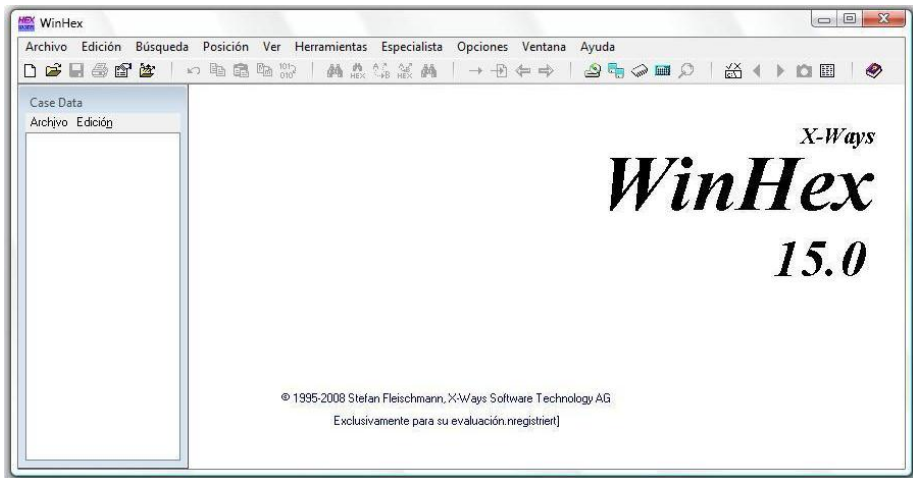 WinHex
Archivo Edición Búsqueda Posición Ver Herramientas Especialista Opciones Ventana Ayuda
Case Data
Archivo Edición
X-Ways
WinHex
15.0
© 1995-2008 Stefan Fleischmann, X-Ways Software Technology AG
Exclusivamente para su evaluación.nregistriert]